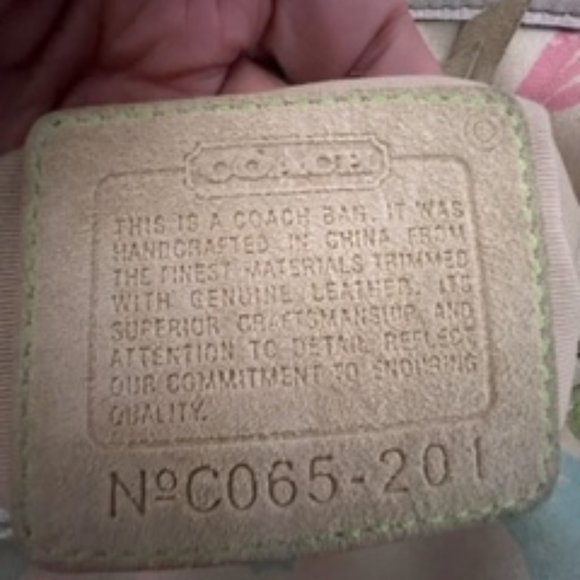 COACH
THIS IS A COACH BAG. IT WAS
HANDCRAFTED IN CHINA FROM
THE FINEST MATERIALS TRIMMED
WITH GENUINE LEATHER. ITS
SUPERIOR CRAFTSMANSHIP AND
ATTENTION TO DETAIL REFLECT
OUR COMMITMENT TO ENDURING
QUALITY.
NºC065-201